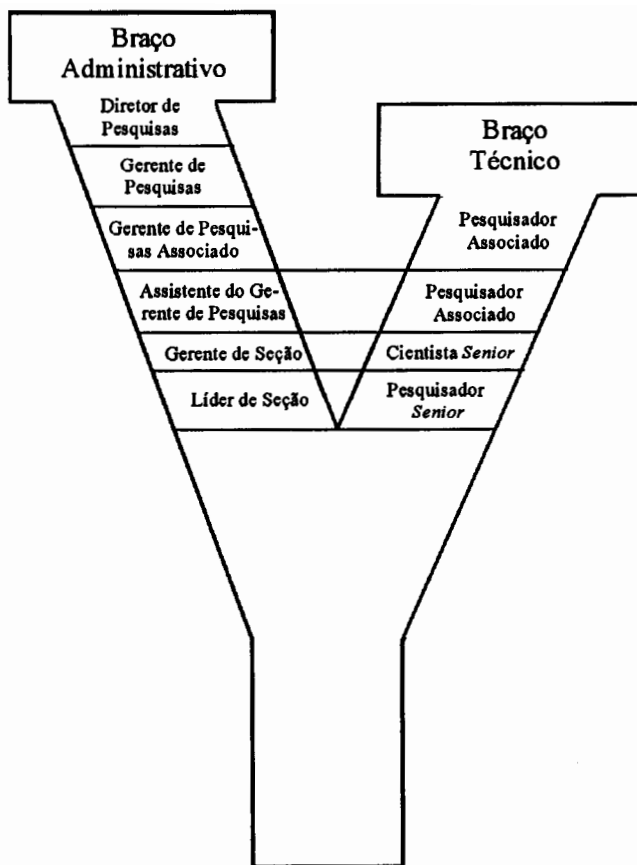 Braço
Administrativo
Diretor de
Pesquisas
Gerente de
Pesquisas
Gerente de Pesqui-
sas Associado
Assistente do Ge-
rente de Pesquisas
Gerente de Seção
Líder de Seção
Braço
Técnico
Pesquisador
Associado
Pesquisador
Associado
Cientista Senior
Pesquisador
Senior